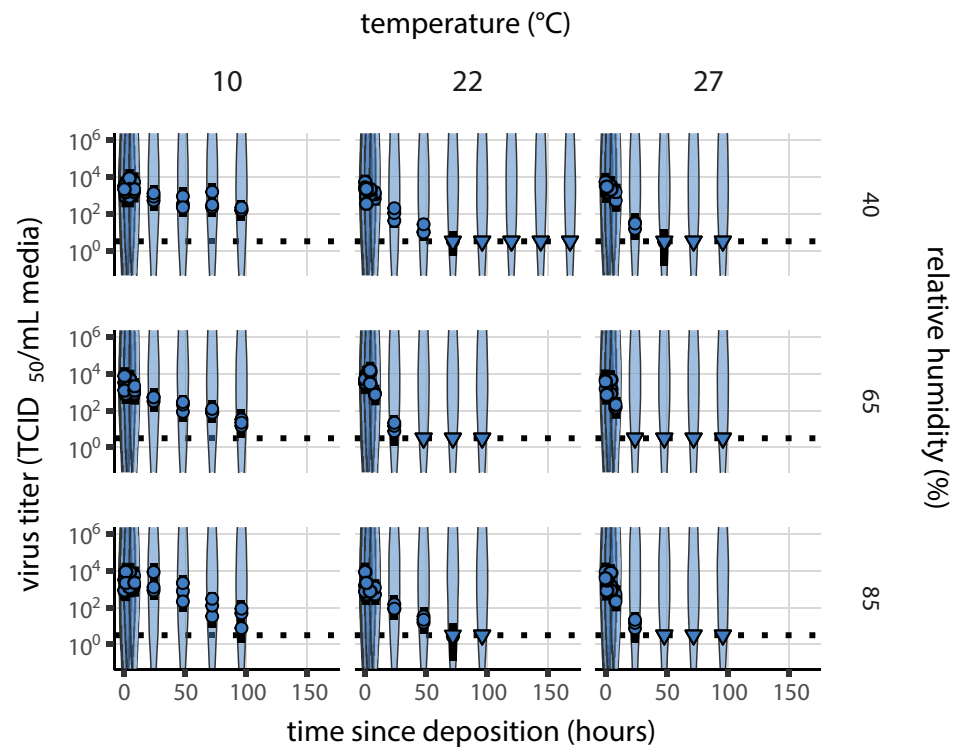 temperature (°C)
10 22 27
10⁶
10⁴
10²
10⁰
40
10⁶
10⁴
10²
10⁰
65
10⁶
10⁴
10²
10⁰
85
virus titer (TCID ₅₀/mL media)
relative humidity (%)
0 50 100 150 0 50 100 150 0 50 100 150
time since deposition (hours)